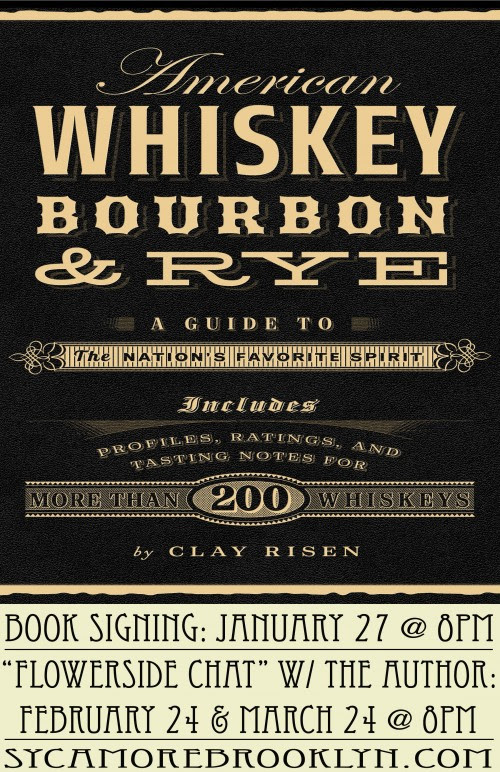 American
WHISKEY
BOURBON
& RYE
A GUIDE TO
The NATION'S FAVORITE SPIRIT
Includes
PROFILES, RATINGS, AND
TASTING NOTES FOR
MORE THAN 200 WHISKEYS
by CLAY RISEN
BOOK SIGNING: JANUARY 27 @ 8PM
"FLOWERSIDE CHAT" W/ THE AUTHOR:
FEBRUARY 24 & MARCH 24 @ 8PM
SYCAMOREBROOKLYN.COM